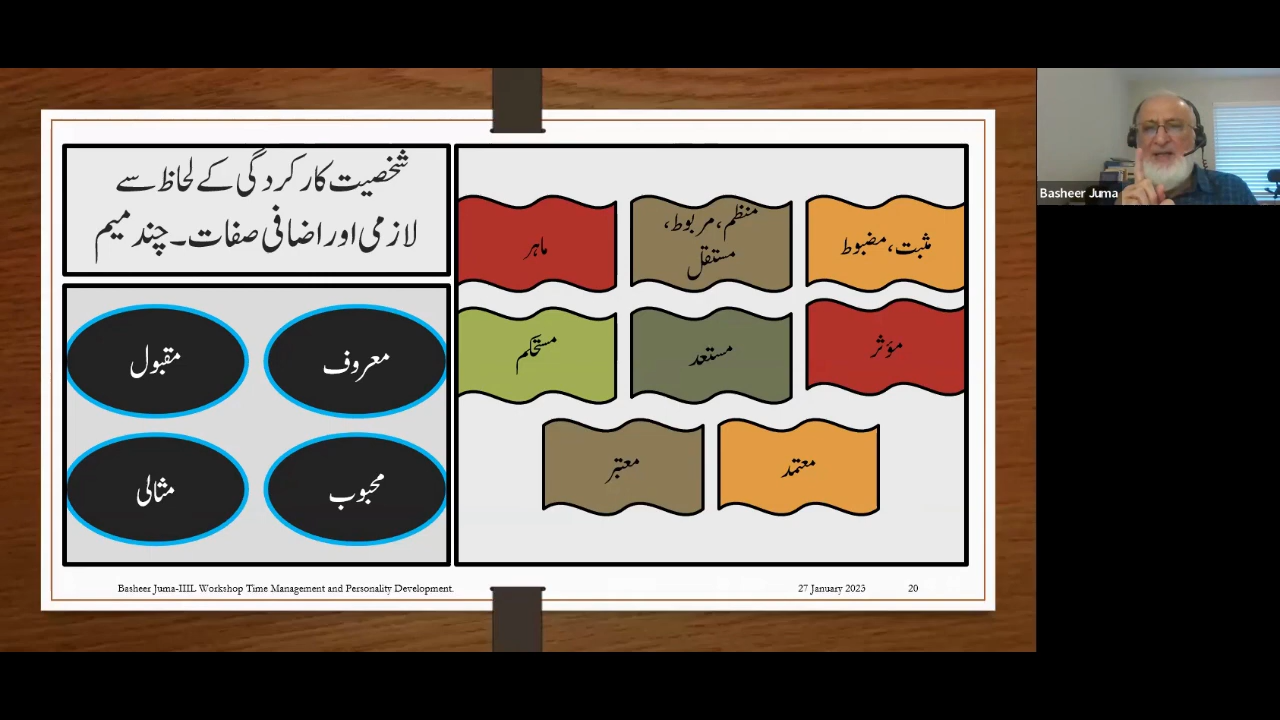 شخصیت کارکردگی کے لحاظ سے
لازمی اور اضافی صفات۔ چند میم
مثبت، مضبوط
منظم، مربوط،
مستقل
ماہر
مؤثر
مستعد
مستحکم
معتمد
معتبر
معروف
مقبول
محبوب
مثالی
Basheer Juma-IIIL Workshop Time Management and Personality Development.
27 January 2023
20
Basheer Juma